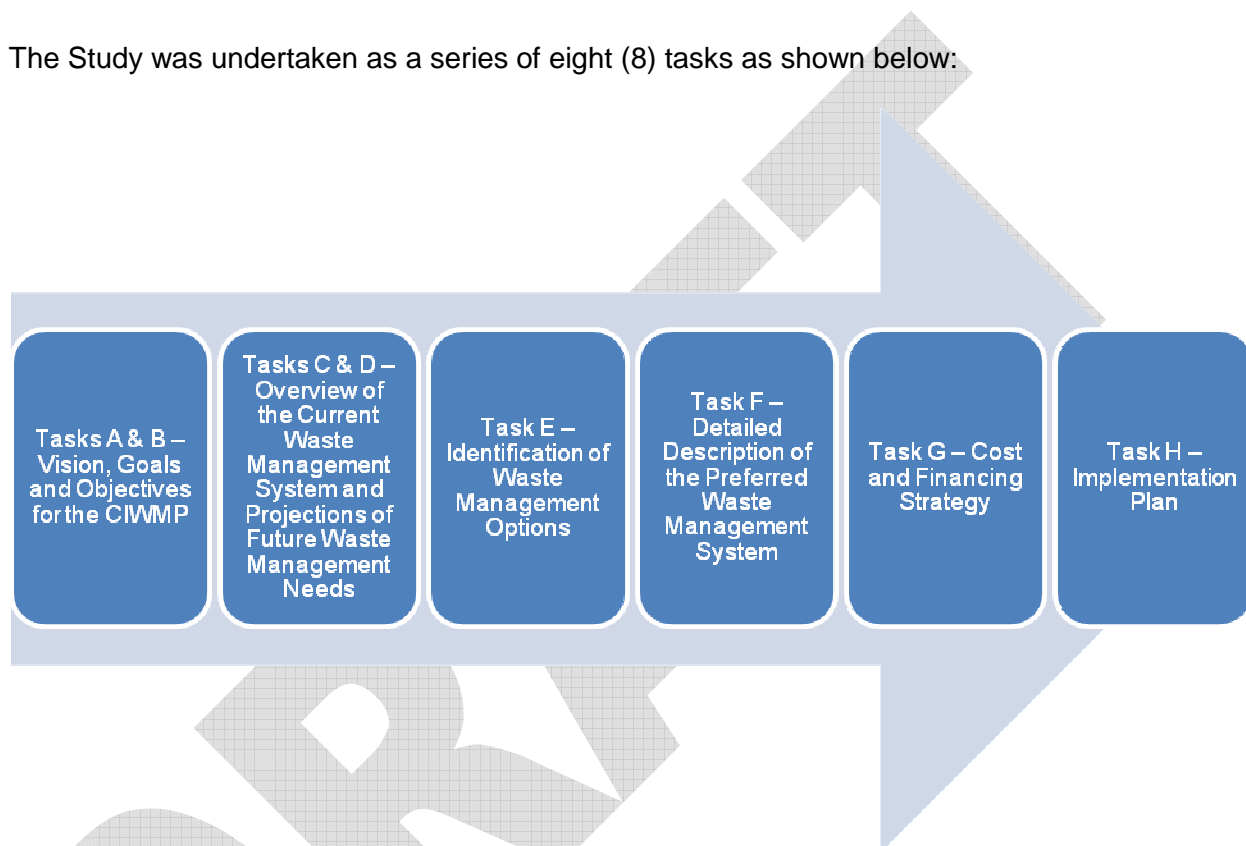 The Study was undertaken as a series of eight (8) tasks as shown below:
Tasks A & B –
Vision, Goals
and Objectives
for the CIWMP
Tasks C & D –
Overview of
the Current
Waste
Management
System and
Projections of
Future Waste
Management
Needs
Task E –
Identification of
Waste
Management
Options
Task F –
Detailed
Description of
the Preferred
Waste
Management
System
Task G – Cost
and Financing
Strategy
Task H –
Implementation
Plan